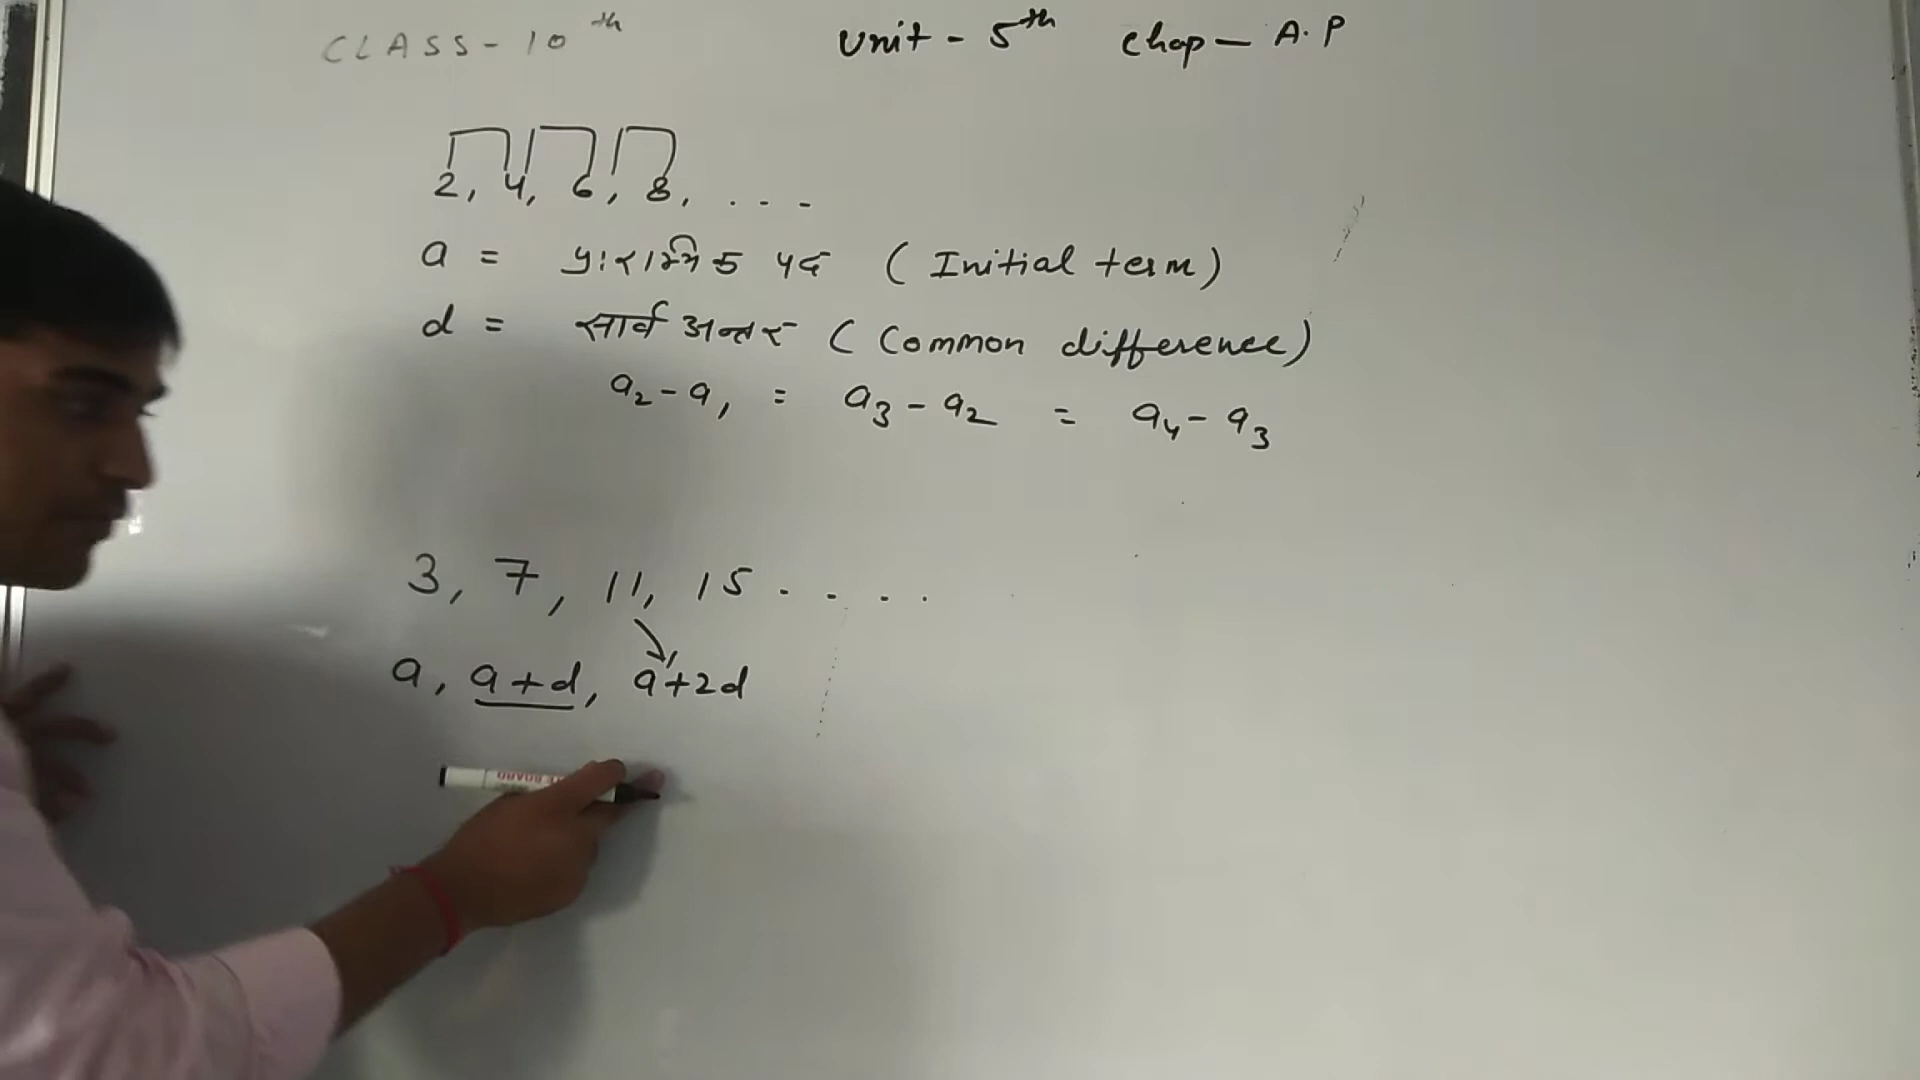 CLASS-10th Unit - 5th Chap - A.P
2, 4, 6, 8, ...
a = प्रारम्भिक पद (Initial term)
d = सार्व अन्तर (Common difference)
a₂-a₁ = a₃-a₂ = a₄-a₃
3, 7, 11, 15 . . . .
a, a+d, a+2d